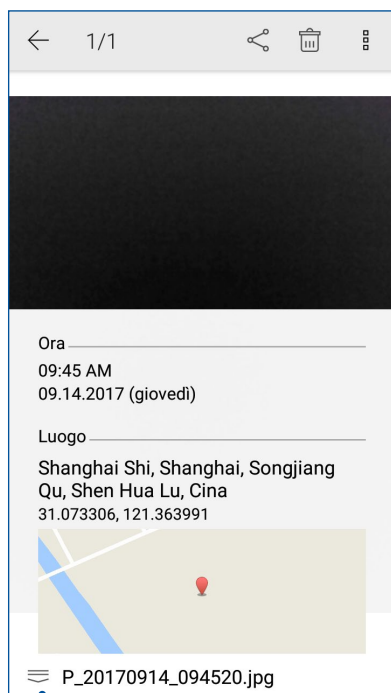 1/1
Ora
09:45 AM
09.14.2017 (giovedì)
Luogo
Shanghai Shi, Shanghai, Songjiang
Qu, Shen Hua Lu, Cina
31.073306, 121.363991
P_20170914_094520.jpg